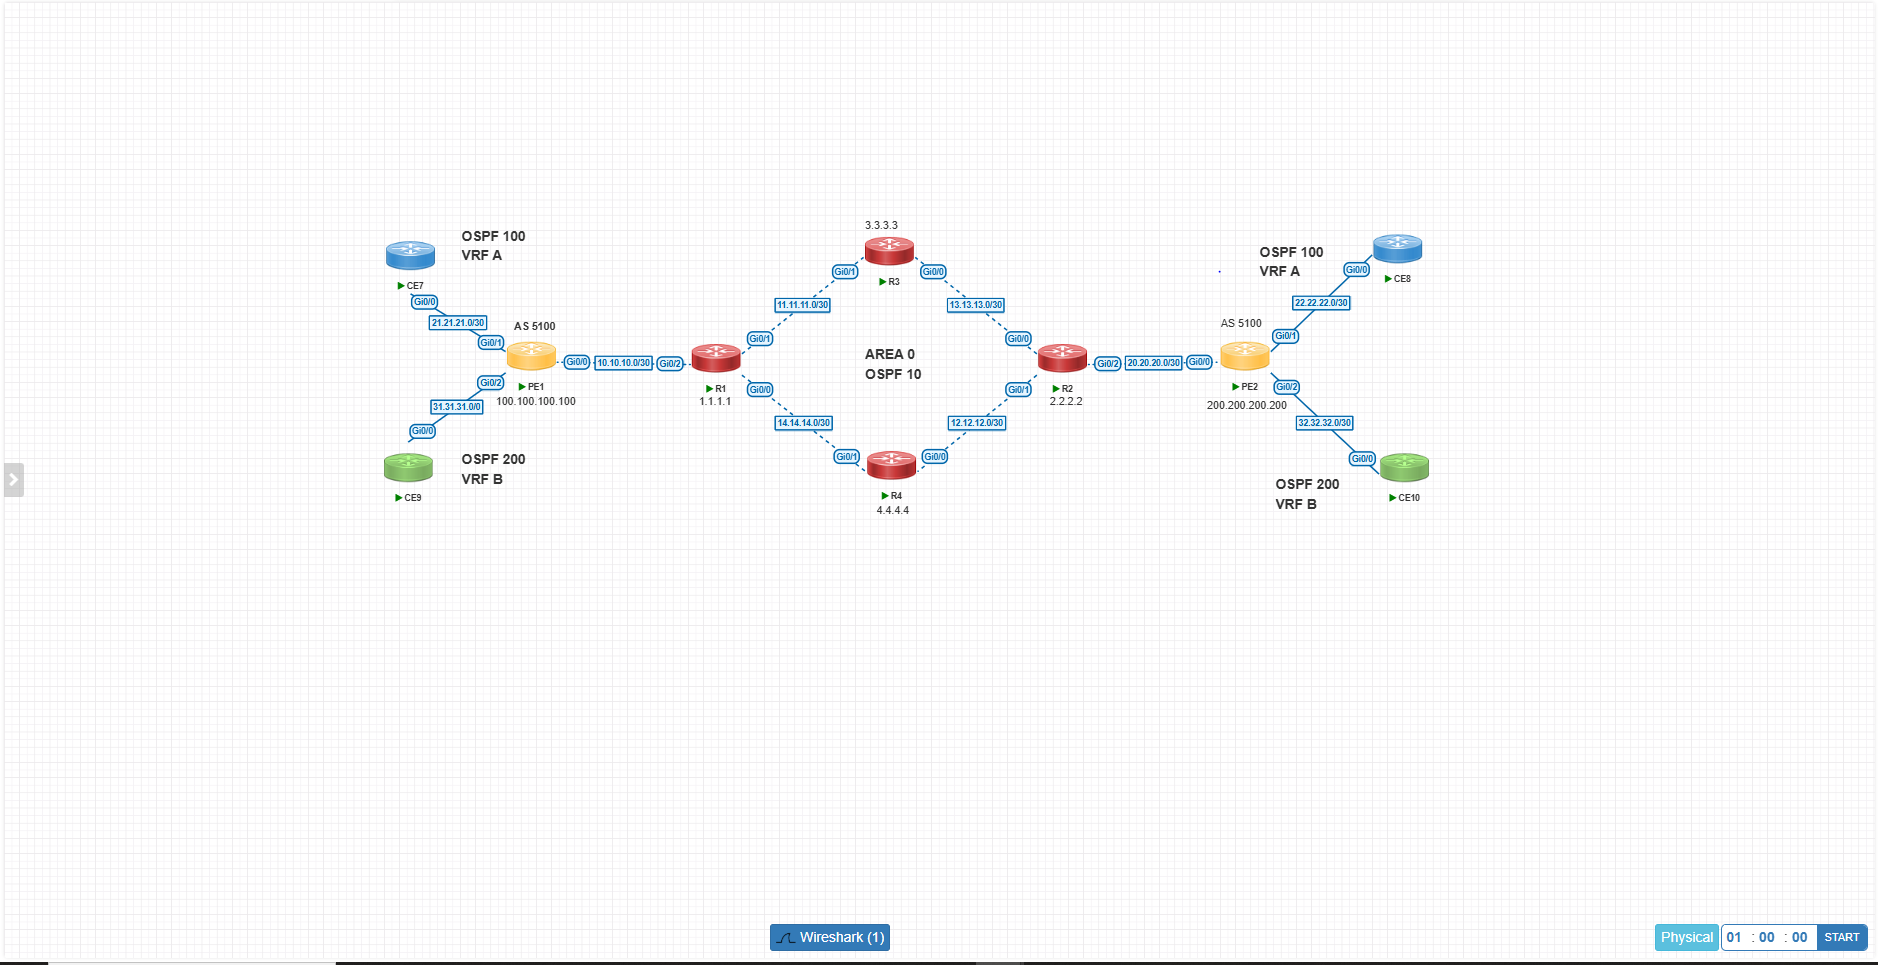 3.3.3.3
R3
OSPF 100
VRF A
CE7
Gi0/0
21.21.21.0/30
Gi0/1
AS 5100
Gi0/0
10.10.10.0/30
Gi0/2
PE1
100.100.100.100
Gi0/2
31.31.31.0/0
Gi0/0
OSPF 200
VRF B
CE9
R1
1.1.1.1
Gi0/1
11.11.11.0/30
Gi0/1
Gi0/0
14.14.14.0/30
Gi0/1
AREA 0
OSPF 10
Gi0/0
13.13.13.0/30
Gi0/0
Gi0/1
12.12.12.0/30
Gi0/0
R4
4.4.4.4
R2
2.2.2.2
Gi0/2
20.20.20.0/30
Gi0/0
AS 5100
PE2
200.200.200.200
OSPF 100
VRF A
Gi0/0
CE8
22.22.22.0/30
Gi0/1
Gi0/2
32.32.32.0/30
Gi0/0
OSPF 200
VRF B
CE10
Wireshark (1)
Physical
01 : 00 : 00
START